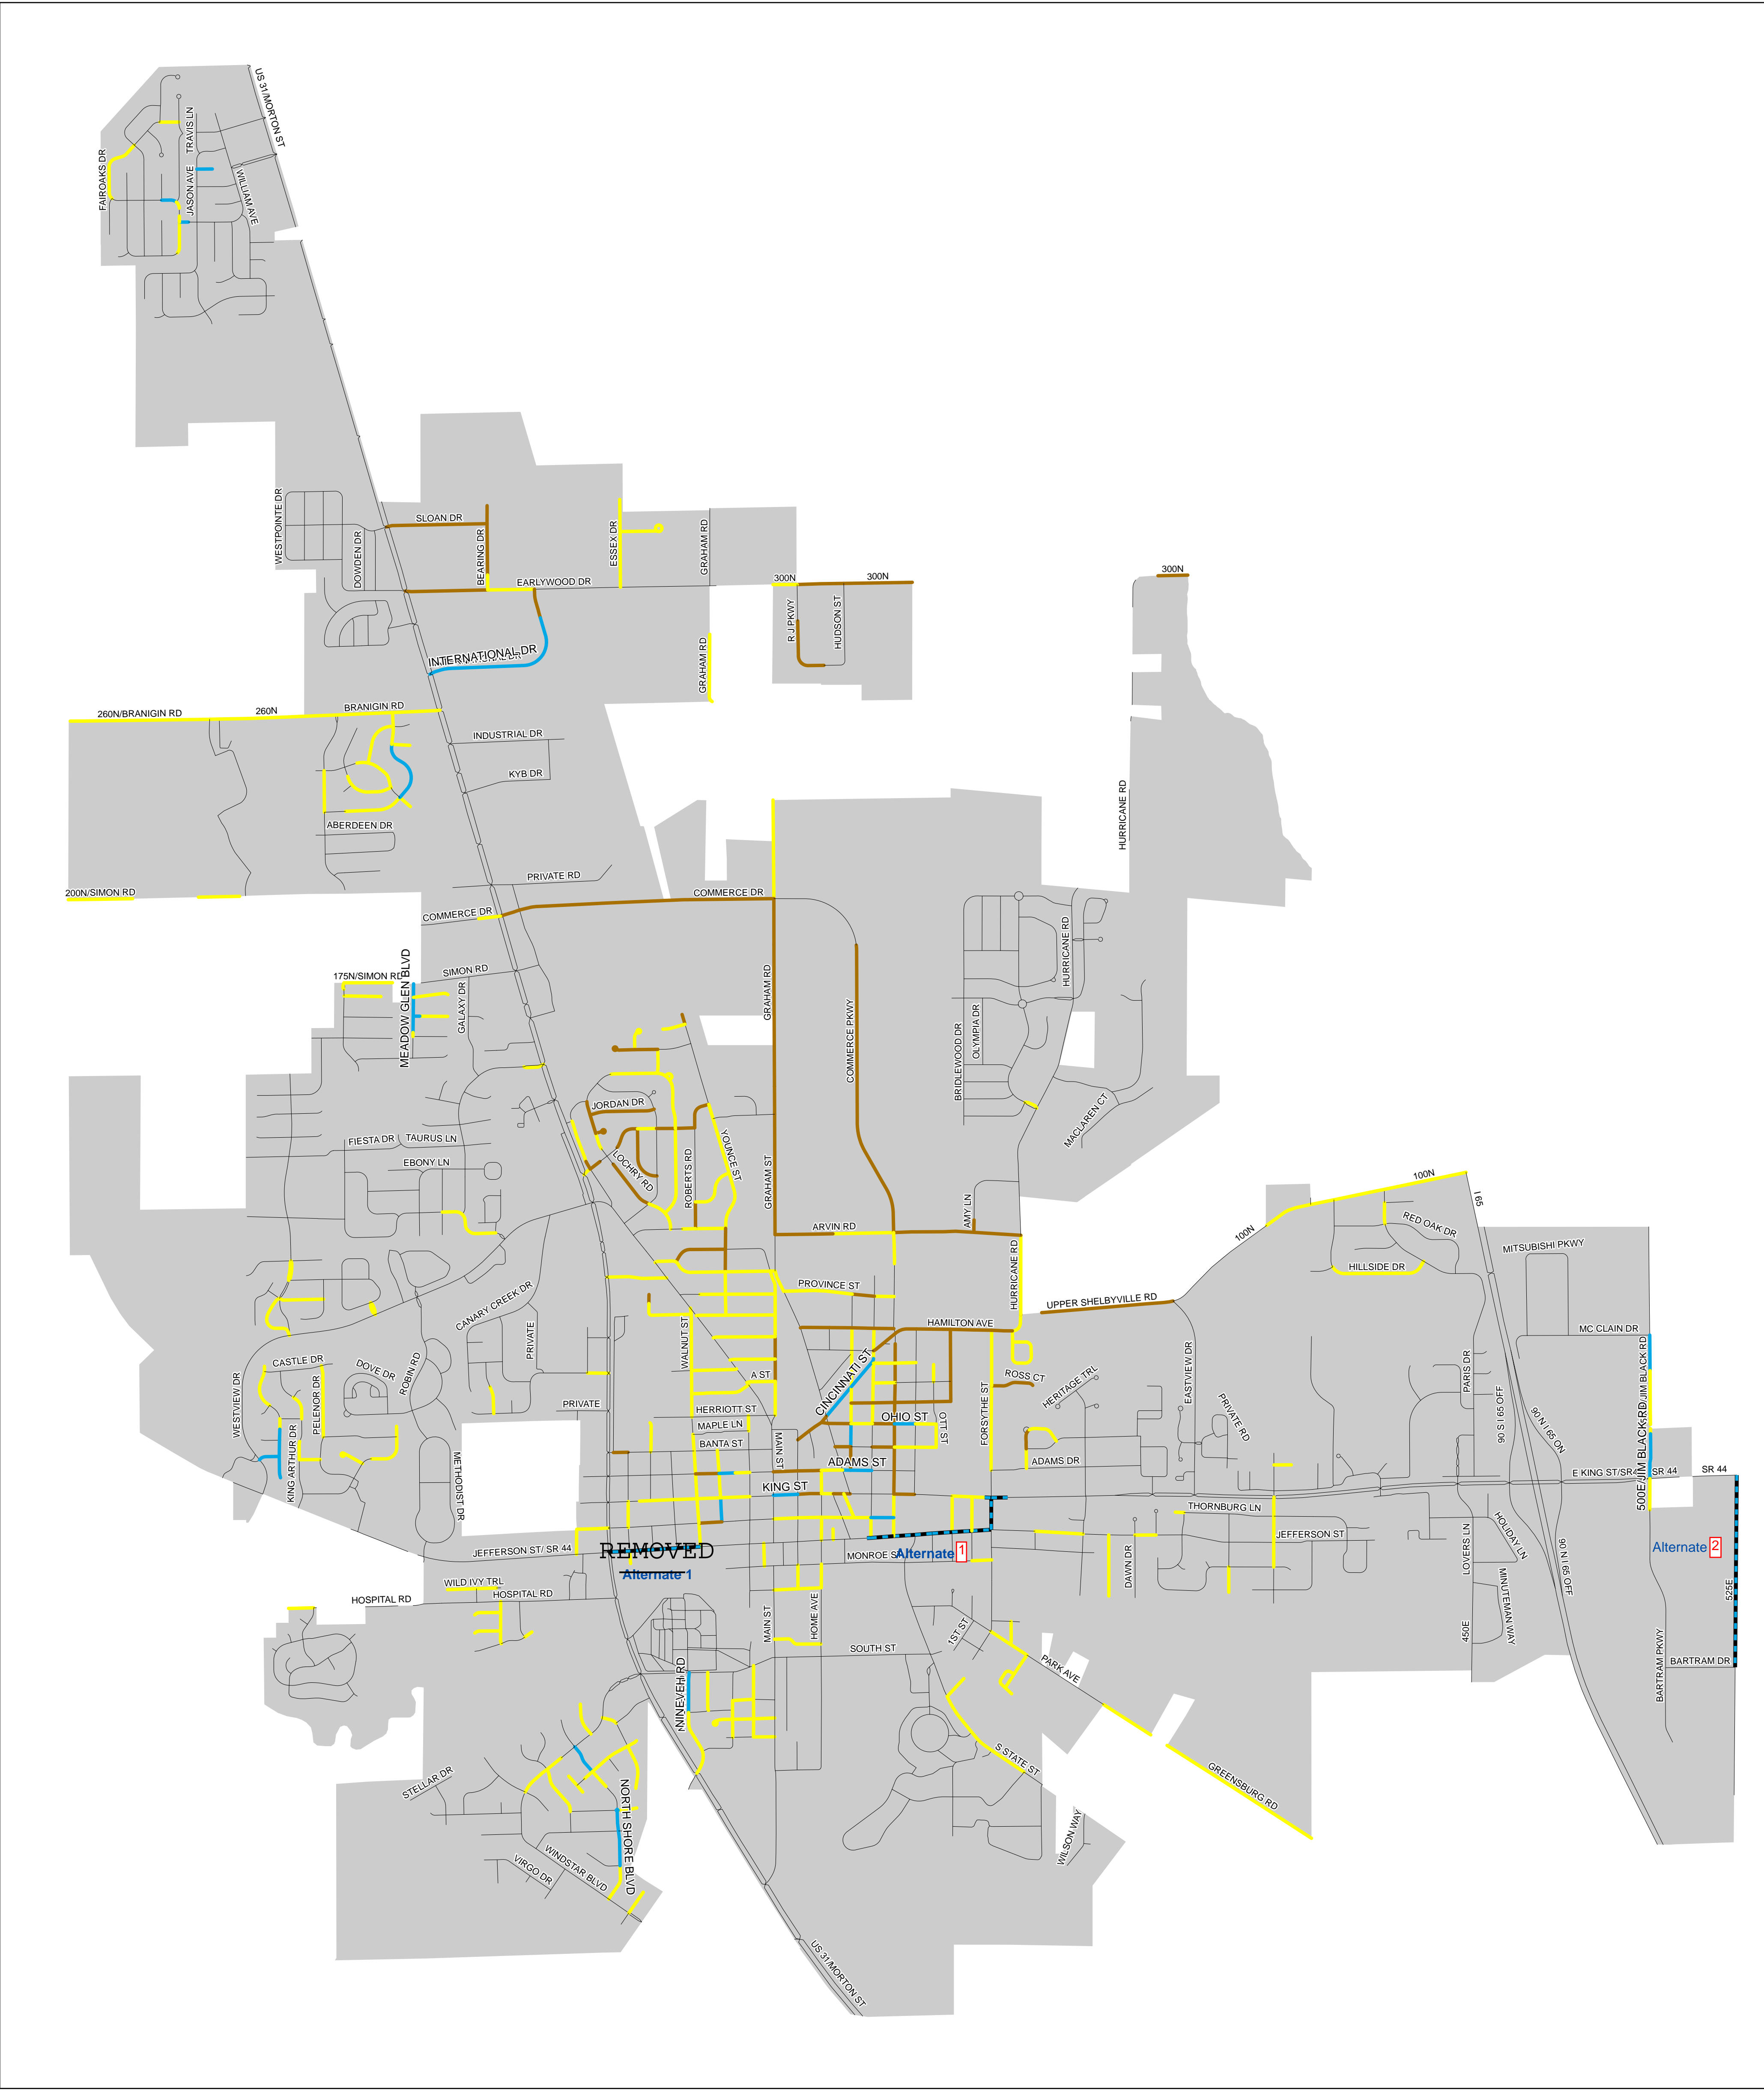 US 31/MORTON ST
TRAVIS LN
FAIROAKS DR
JASON AVE
WILLIAM AVE
WESTPOINTE DR
SLOAN DR
DOWDEN DR
BEARING DR
ESSEX DR
GRAHAM RD
EARLYWOOD DR
300N
300N
300N
R J PKWY
HUDSON ST
INTERNATIONAL DR
GRAHAM RD
260N/BRANIGIN RD
260N
BRANIGIN RD
INDUSTRIAL DR
KYB DR
HURRICANE RD
ABERDEEN DR
PRIVATE RD
200N/SIMON RD
COMMERCE DR
COMMERCE DR
175N/SIMON RD
SIMON RD
MEADOW GLEN BLVD
GALAXY DR
GRAHAM RD
COMMERCE PKWY
HURRICANE RD
OLYMPIA DR
BRIDLEWOOD DR
MACLAREN CT
JORDAN DR
FIESTA DR
TAURUS LN
EBONY LN
LOCHRY RD
ROBERTS RD
YOUNCE ST
GRAHAM ST
ARVIN RD
AMY LN
HURRICANE RD
100N
100N
I 65
RED OAK DR
MITSUBISHI PKWY
HILLSIDE DR
PROVINCE ST
UPPER SHELBYVILLE RD
CANARY CREEK DR
PRIVATE
WALNUT ST
HAMILTON AVE
MC CLAIN DR
CASTLE DR
DOVE DR
ROBIN RD
WESTVIEW DR
PELENOR DR
KING ARTHUR DR
A ST
CINCINNATI ST
ROSS CT
HERITAGE TRL
EASTVIEW DR
PRIVATE RD
PARIS DR
90 S I 65 OFF
90 N I 65 ON
500E/JIM BLACK RD/JIM BLACK RD
PRIVATE
HERRIOTT ST
MAPLE LN
BANTA ST
MAIN ST
OHIO ST
OTT ST
FORSYTHE ST
METHODIST DR
ADAMS ST
ADAMS DR
KING ST
E KING ST/SR 4
SR 44
SR 44
THORNBURG LN
JEFFERSON ST
JEFFERSON ST/ SR 44
REMOVED
Alternate 1
MONROE ST
Alternate 1
DAWN DR
LOVERS LN
HOLIDAY LN
90 N I 65 OFF
Alternate 2
525E
WILD IVY TRL
HOSPITAL RD
HOSPITAL RD
MAIN ST
HOME AVE
SOUTH ST
1ST ST
PARK AVE
450E
MINUTEMAN WAY
BARTRAM PKWY
BARTRAM DR
NINEVEH RD
S STATE ST
GREENSBURG RD
STELLAR DR
NORTH SHORE BLVD
WINDSTAR BLVD
VIRGO DR
WILSON WAY
US 31/MORTON ST